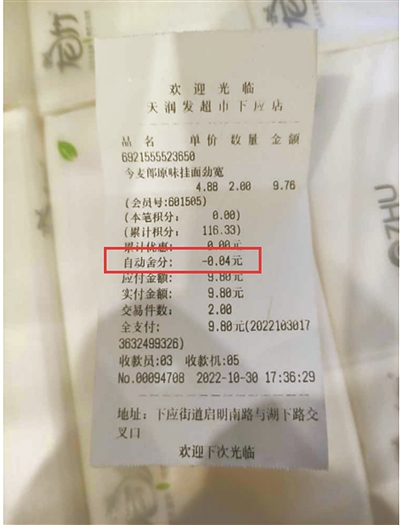 龙竹
欢迎光临
天润发超市下应店
品名 单价 数量 金额
6921555523650
今麦郎原味挂面劲宽
4.88 2.00 9.76
(会员号:601505)
(本笔积分: 0.00)
(累计积分: 116.33)
累计优惠: 0.00元
自动舍分: -0.04元
应付金额: 9.80元
实付金额: 9.80元
交易件数: 2.00
全支付: 9.80元(2022103017
3632499326)
收款员:03 收款机:05
No.00094708 2022-10-30 17:36:29
地址: 下应街道启明南路与湖下路交
叉口
欢迎下次光临
ZHU